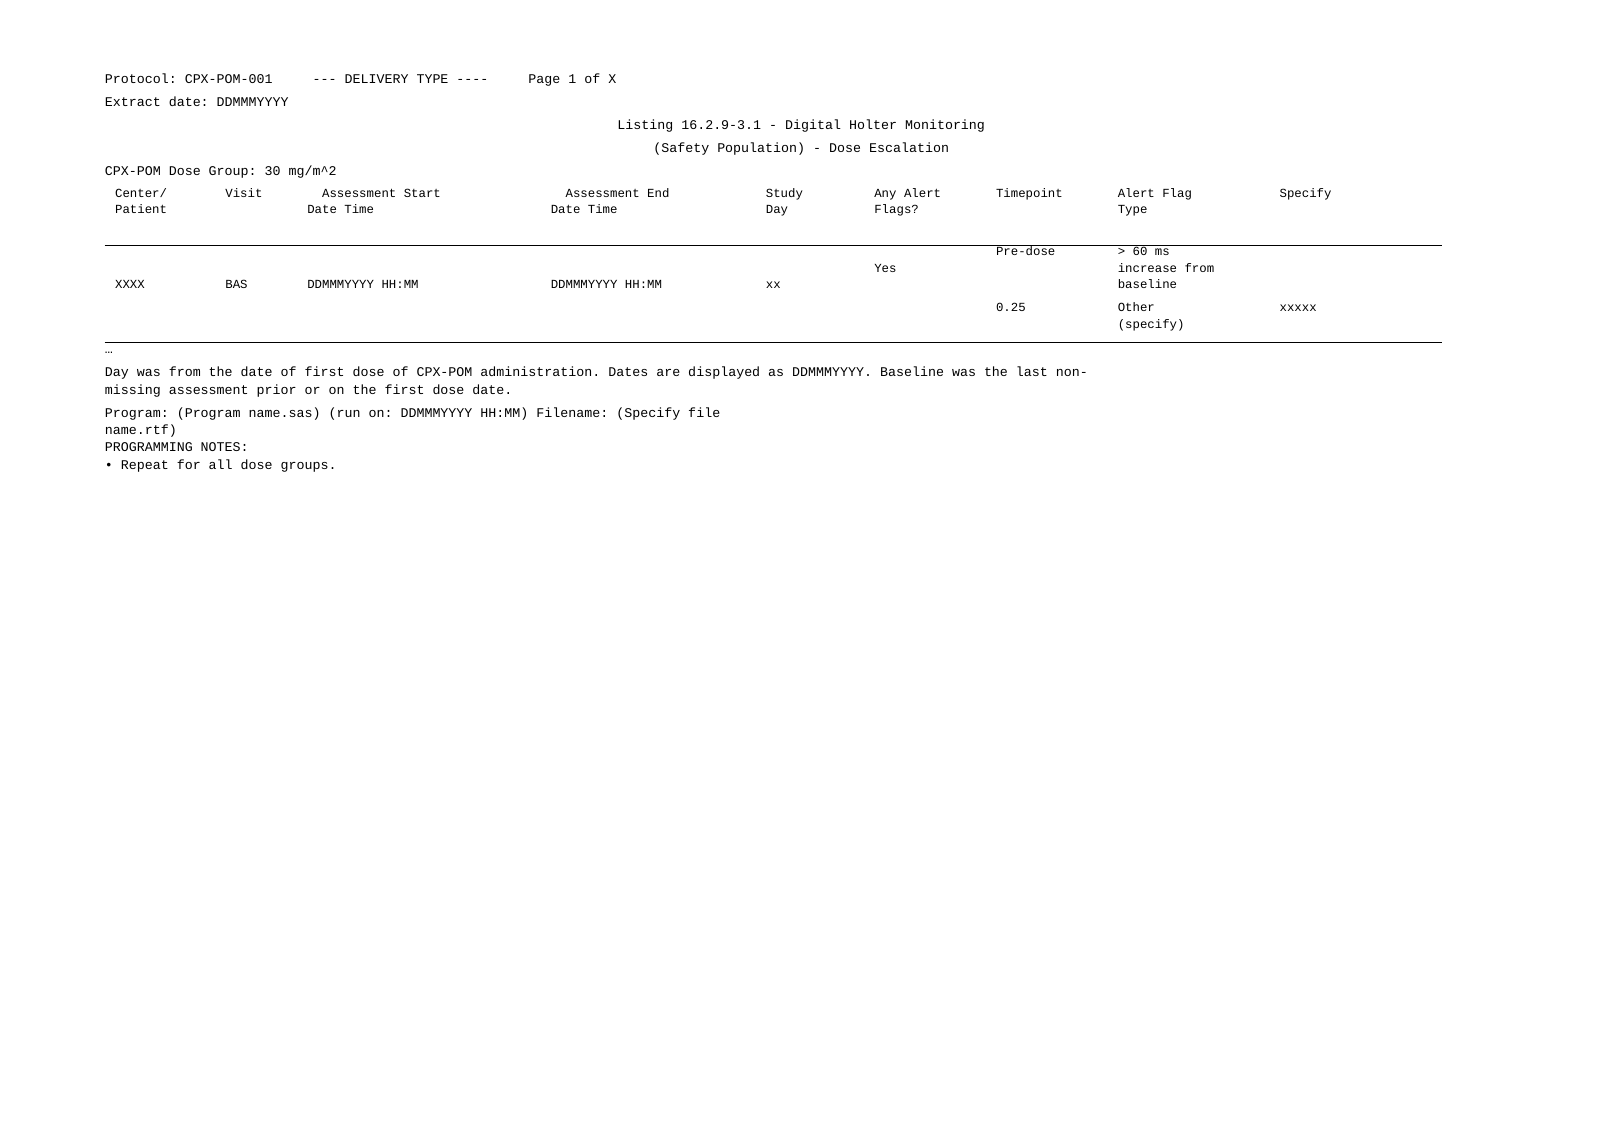 Protocol: CPX-POM-001     --- DELIVERY TYPE ----     Page 1 of X
Extract date: DDMMMYYYY
Listing 16.2.9-3.1 - Digital Holter Monitoring
(Safety Population) - Dose Escalation
CPX-POM Dose Group: 30 mg/m^2
Center/     Visit     Assessment Start     Assessment End     Study     Any Alert     Timepoint     Alert Flag     Specify
Patient     Date Time     Date Time     Day     Flags?     Type
Pre-dose     > 60 ms
Yes     increase from
XXXX     BAS     DDMMMYYYY HH:MM     DDMMMYYYY HH:MM     xx     baseline
0.25     Other     xxxxx
(specify)
…
Day was from the date of first dose of CPX-POM administration. Dates are displayed as DDMMMYYYY. Baseline was the last non-
missing assessment prior or on the first dose date.
Program: (Program name.sas) (run on: DDMMMYYYY HH:MM) Filename: (Specify file
name.rtf)
PROGRAMMING NOTES:
• Repeat for all dose groups.